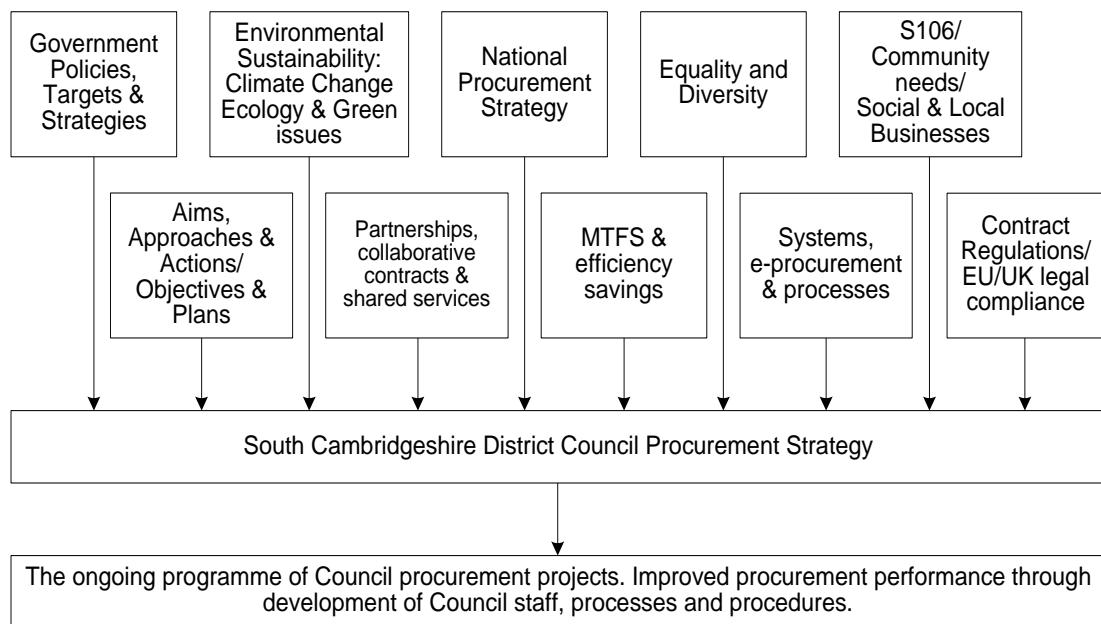 Government
Policies,
Targets &
Strategies
Environmental
Sustainability:
Climate Change
Ecology & Green
issues
National
Procurement
Strategy
Equality and
Diversity
S106/
Community
needs/
Social & Local
Businesses
Aims,
Approaches &
Actions/
Objectives &
Plans
Partnerships,
collaborative
contracts &
shared services
MTFS &
efficiency
savings
Systems,
e-procurement
& processes
Contract
Regulations/
EU/UK legal
compliance
South Cambridgeshire District Council Procurement Strategy
The ongoing programme of Council procurement projects. Improved procurement performance through
development of Council staff, processes and procedures.